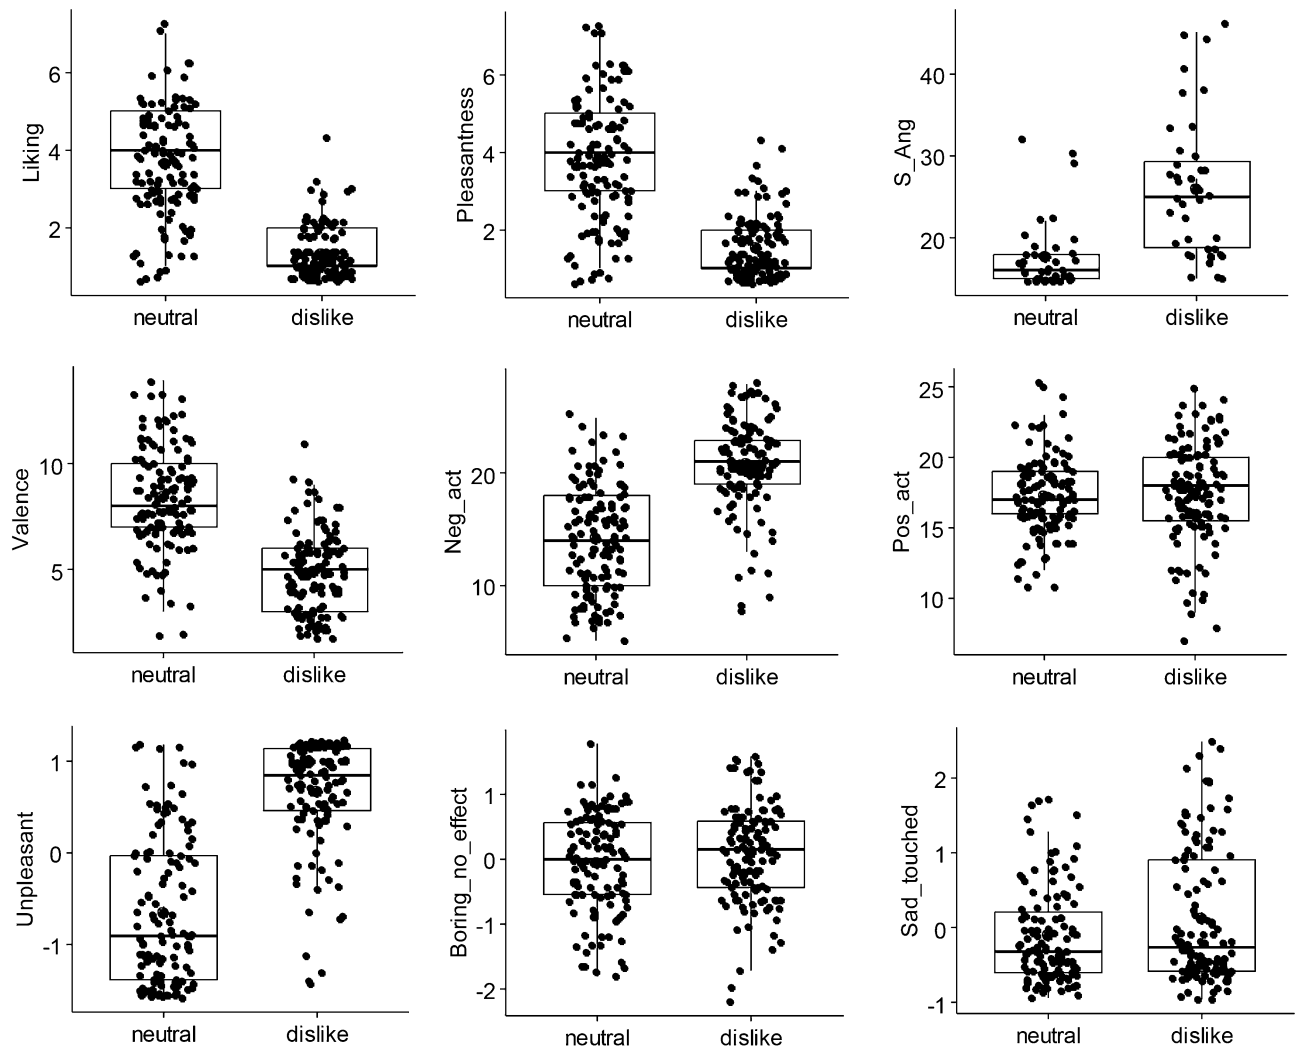 Liking
6
4
2
neutral dislike
Pleasantness
6
4
2
neutral dislike
S_Ang
40
30
20
neutral dislike
Valence
10
5
neutral dislike
Neg_act
20
10
neutral dislike
Pos_act
25
20
15
10
neutral dislike
Unpleasant
1
0
-1
neutral dislike
Boring_no_effect
1
0
-1
-2
neutral dislike
Sad_touched
2
1
0
-1
neutral dislike